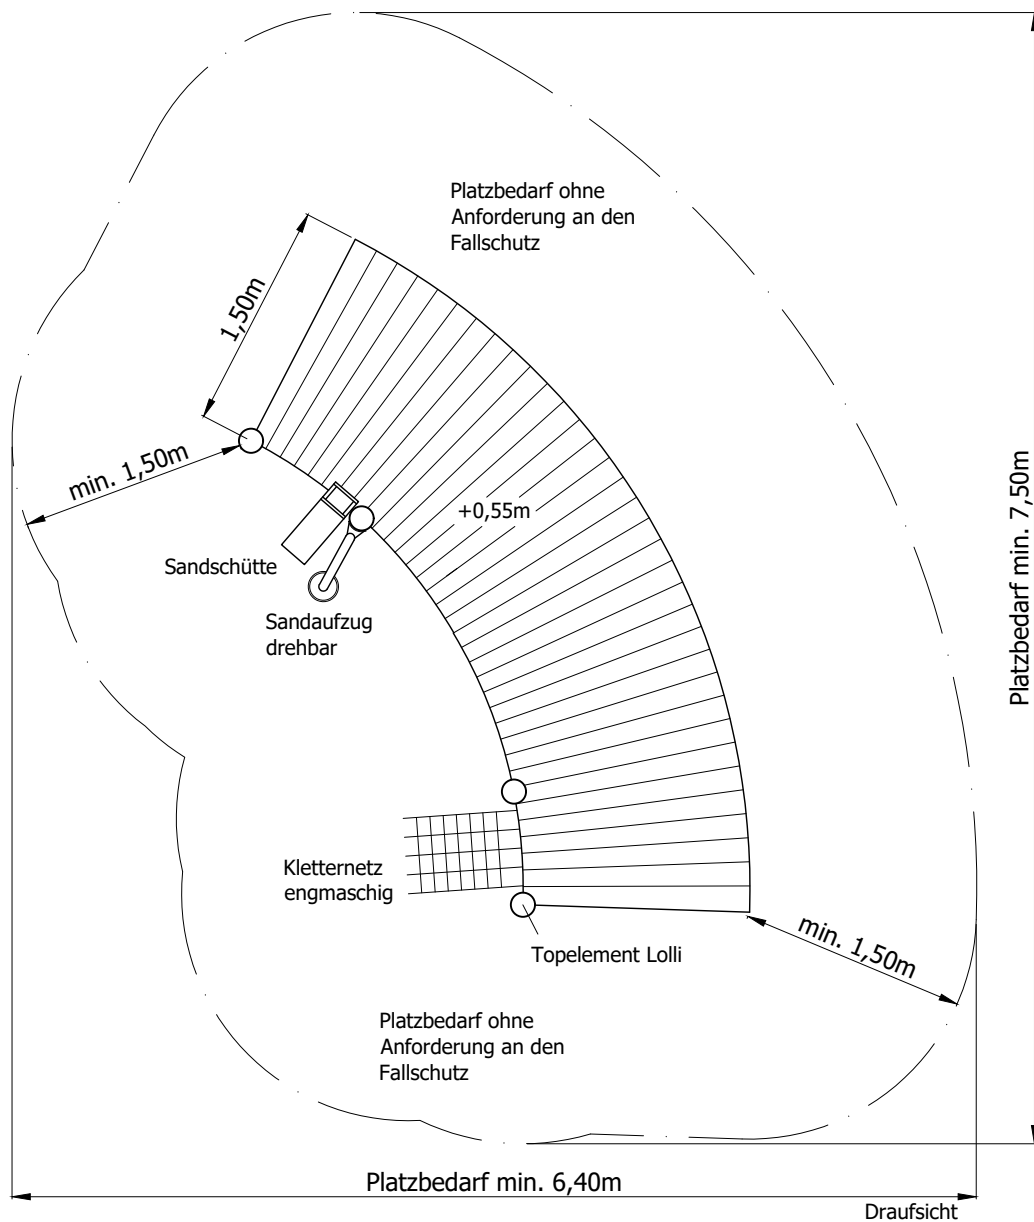 Platzbedarf ohne
Anforderung an den
Fallschutz
1,50m
min. 1,50m
+0,55m
Sandschütte
Sandaufzug
drehbar
Platzbedarf min. 7,50m
Kletternetz
engmaschig
Topelement Lolli
min. 1,50m
Platzbedarf ohne
Anforderung an den
Fallschutz
Platzbedarf min. 6,40m
Draufsicht